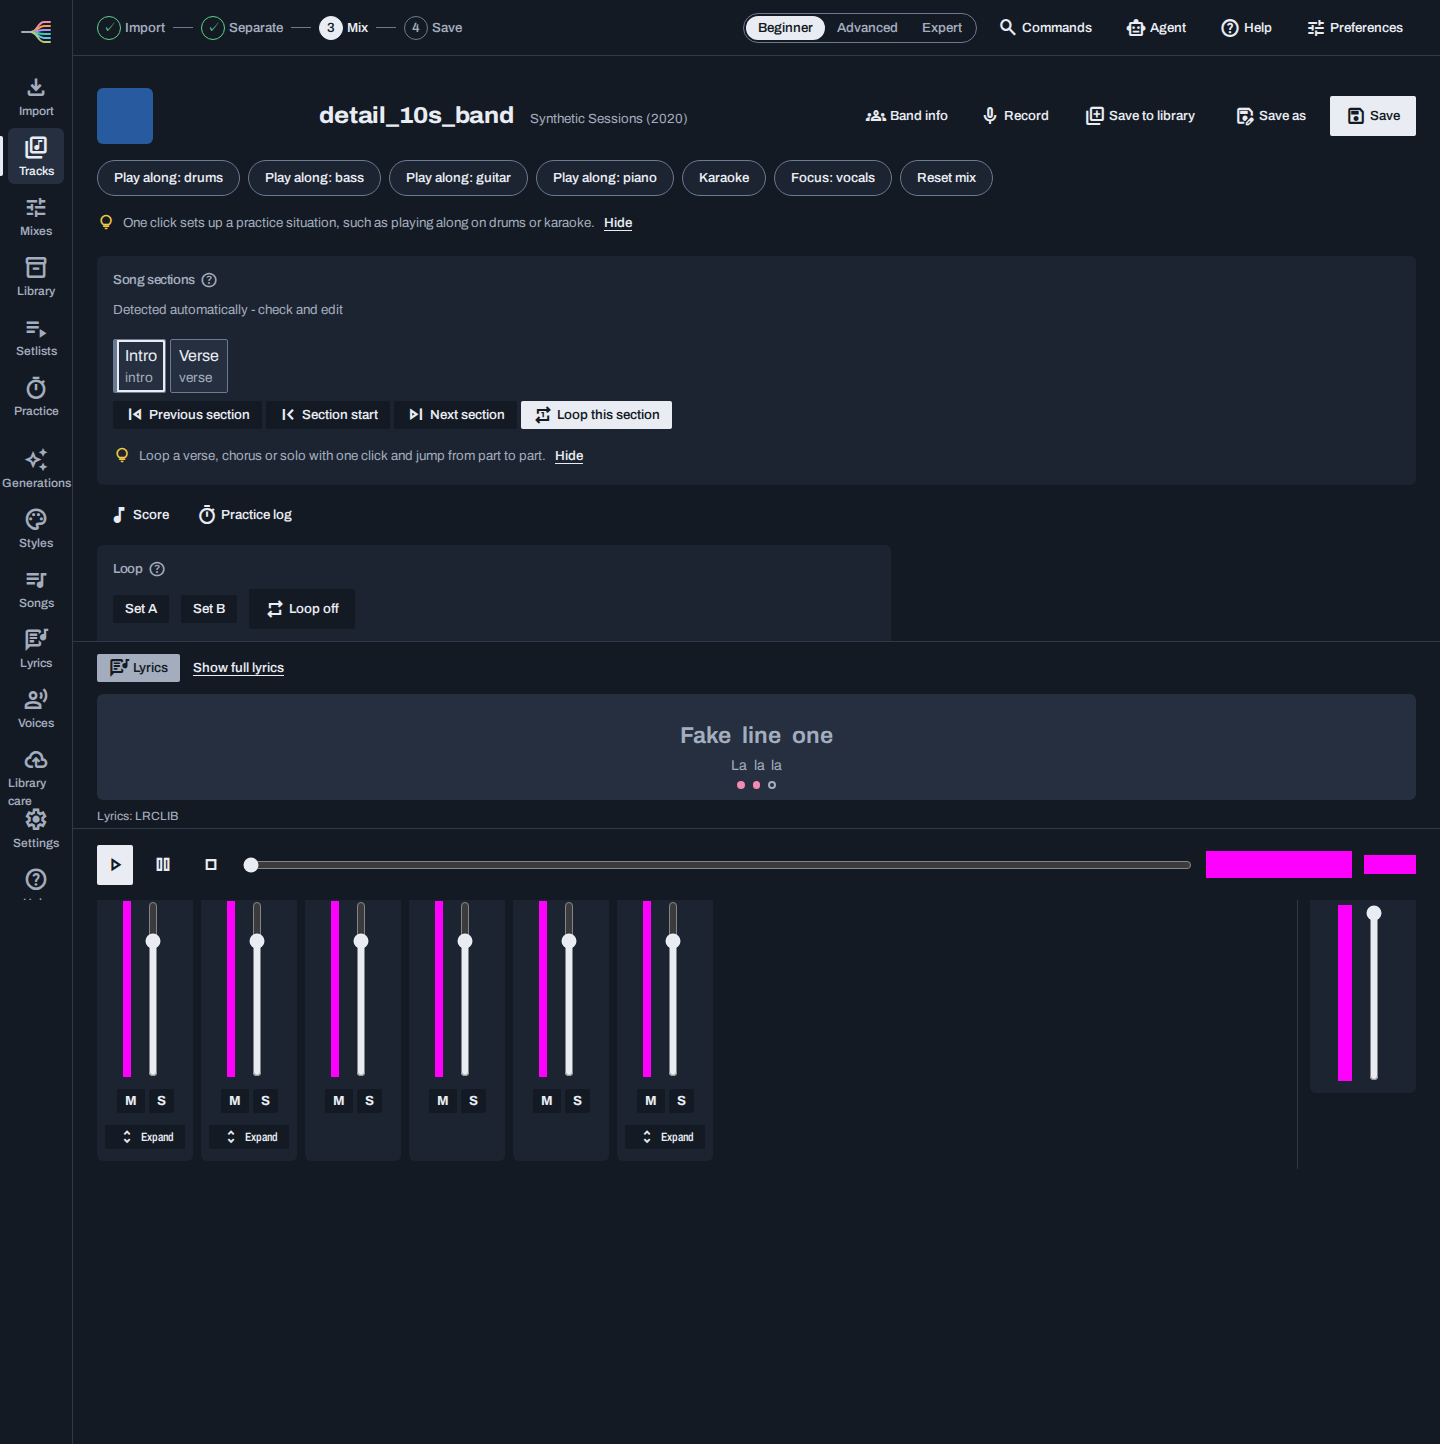 Import
Separate
3 Mix
4 Save
Beginner
Advanced
Expert
Commands
Agent
Help
Preferences
Import
Tracks
Mixes
Library
Setlists
Practice
Generations
Styles
Songs
Lyrics
Voices
Library
care
Settings
detail_10s_band
Synthetic Sessions (2020)
Band info
Record
Save to library
Save as
Save
Play along: drums
Play along: bass
Play along: guitar
Play along: piano
Karaoke
Focus: vocals
Reset mix
One click sets up a practice situation, such as playing along on drums or karaoke. Hide
Song sections
Detected automatically - check and edit
Intro
intro
Verse
verse
Previous section
Section start
Next section
Loop this section
Loop a verse, chorus or solo with one click and jump from part to part. Hide
Score
Practice log
Loop
Set A
Set B
Loop off
Lyrics
Show full lyrics
Fake line one
La la la
Lyrics: LRCLIB
M S
M S
M S
M S
M S
M S
Expand
Expand
Expand